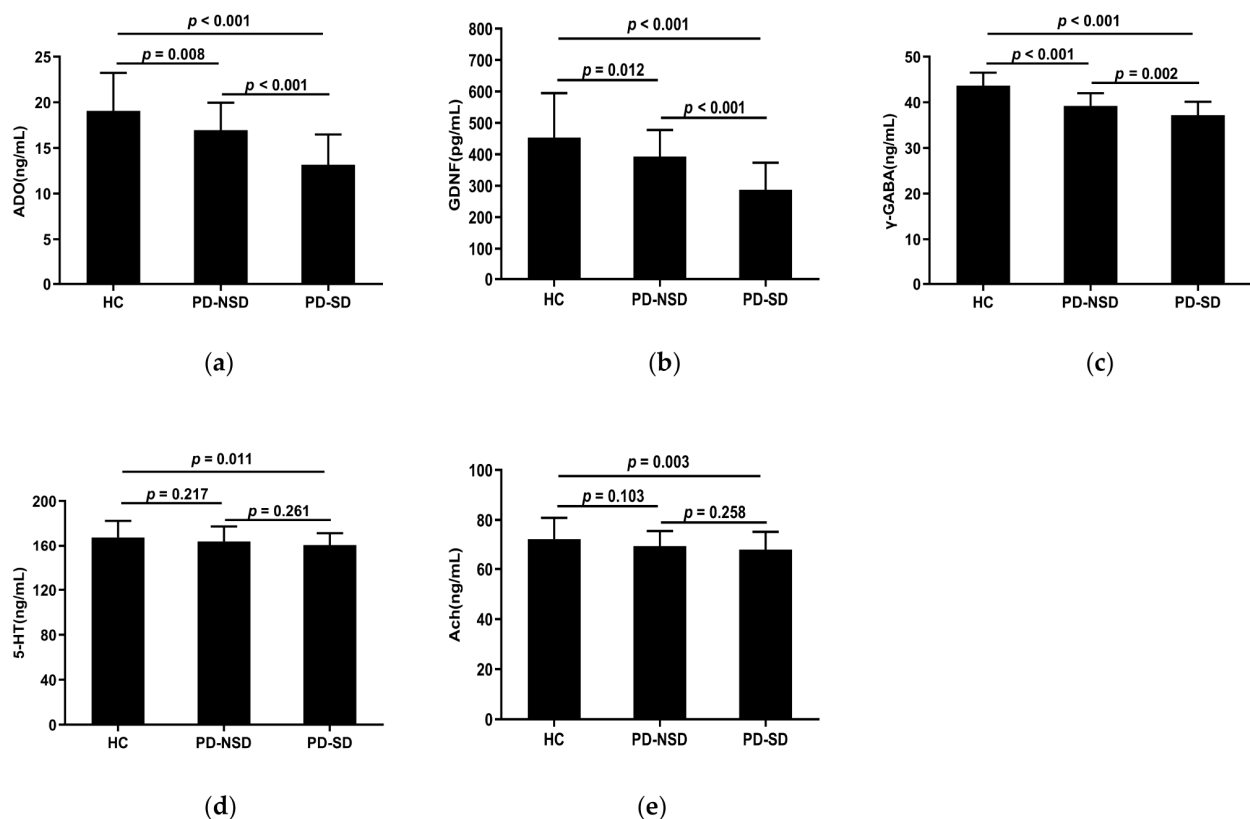 p < 0.001
p = 0.008
p < 0.001
25
20
15
10
5
0
ADO(ng/mL)
HC PD-NSD PD-SD
(a)
p < 0.001
p = 0.012
p < 0.001
800
700
600
500
400
300
200
100
0
GDNF(pg/mL)
HC PD-NSD PD-SD
(b)
p < 0.001
p < 0.001
p = 0.002
50
40
30
20
10
0
γ-GABA(ng/mL)
HC PD-NSD PD-SD
(c)
p = 0.011
p = 0.217
p = 0.261
200
160
120
80
40
0
5-HT(ng/mL)
HC PD-NSD PD-SD
(d)
p = 0.003
p = 0.103
p = 0.258
100
80
60
40
20
0
Ach(ng/mL)
HC PD-NSD PD-SD
(e)